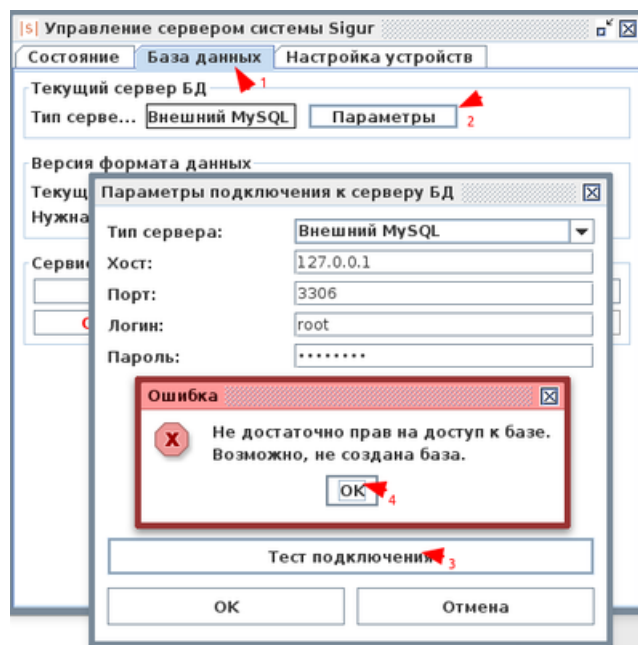 |s| Управление сервером системы Sigur
Состояние База данных Настройка устройств
1
Текущий сервер БД
Тип серве... Внешний MySQL Параметры
2
Версия формата данных
Текущ
Нужна
Серви
Параметры подключения к серверу БД
Тип сервера: Внешний MySQL
Хост: 127.0.0.1
Порт: 3306
Логин: root
Пароль: ••••••••
Ошибка
Не достаточно прав на доступ к базе.
Возможно, не создана база.
OK
4
Тест подключения
3
OK Отмена